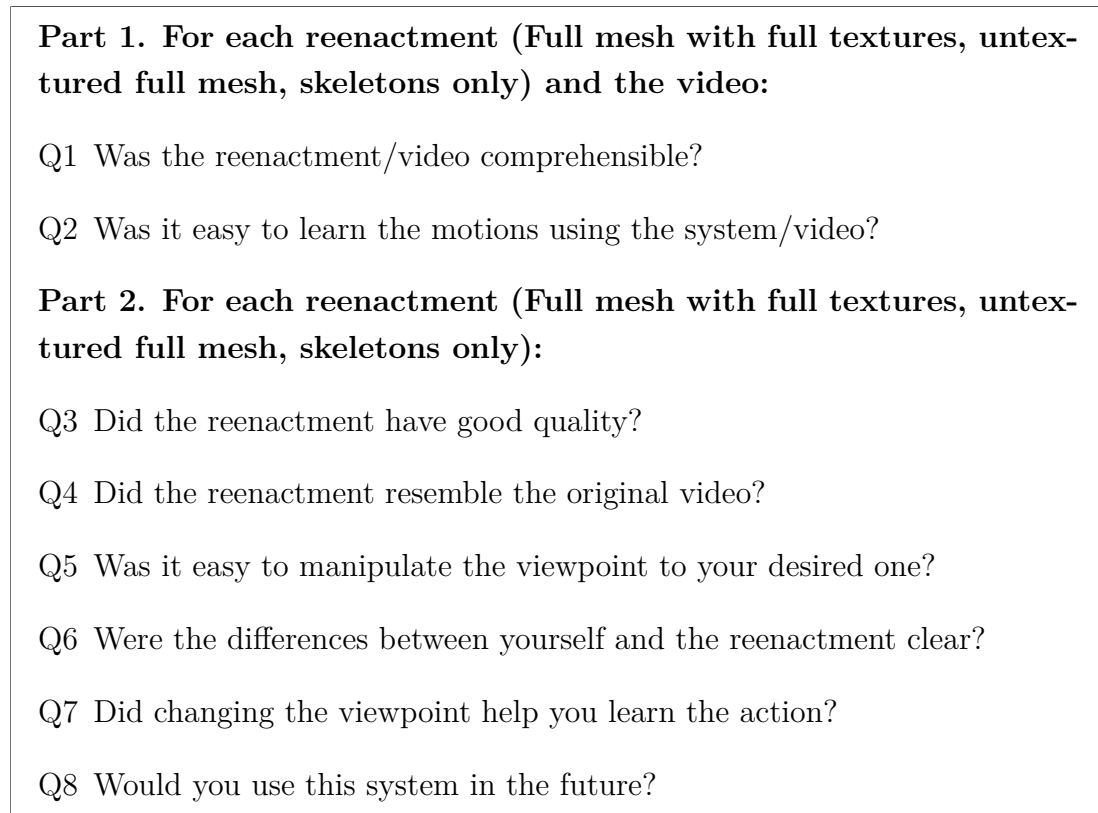 Part 1. For each reenactment (Full mesh with full textures, untex-
tured full mesh, skeletons only) and the video:
Q1 Was the reenactment/video comprehensible?
Q2 Was it easy to learn the motions using the system/video?
Part 2. For each reenactment (Full mesh with full textures, untex-
tured full mesh, skeletons only):
Q3 Did the reenactment have good quality?
Q4 Did the reenactment resemble the original video?
Q5 Was it easy to manipulate the viewpoint to your desired one?
Q6 Were the differences between yourself and the reenactment clear?
Q7 Did changing the viewpoint help you learn the action?
Q8 Would you use this system in the future?